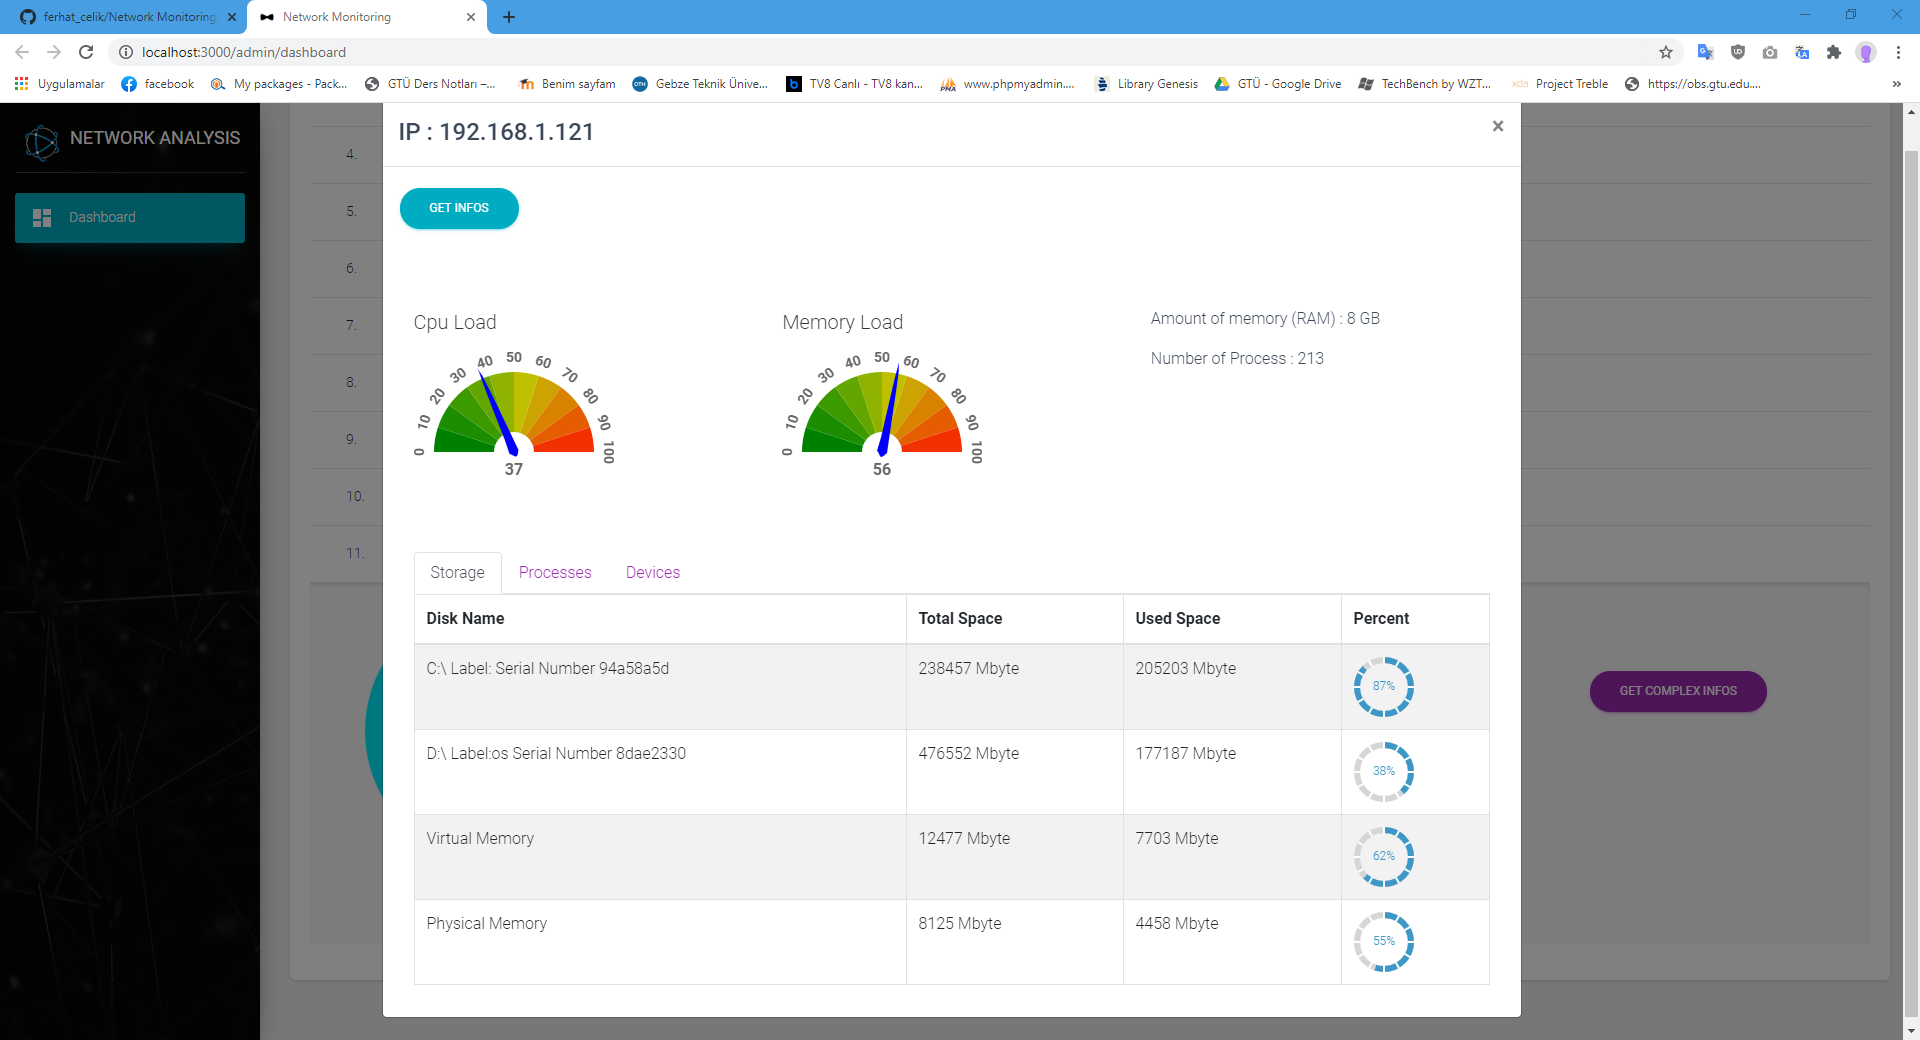 ferhat_celik/Network Monitoring
Network Monitoring
localhost:3000/admin/dashboard
Uygulamalar
facebook
My packages - Pack...
GTÜ Ders Notları –...
Benim sayfam
Gebze Teknik Ünive...
TV8 Canlı - TV8 kan...
www.phpmyadmin....
Library Genesis
GTÜ - Google Drive
TechBench by WZT...
Project Treble
https://obs.gtu.edu....
»
NETWORK ANALYSIS
Dashboard
4.
5.
6.
7.
8.
9.
10.
11.
IP : 192.168.1.121
×
GET INFOS
Cpu Load
0 10 20 30 40 50 60 70 80 90 100
37
Memory Load
0 10 20 30 40 50 60 70 80 90 100
56
Amount of memory (RAM) : 8 GB
Number of Process : 213
Storage Processes Devices
Disk Name Total Space Used Space Percent
C:\ Label: Serial Number 94a58a5d 238457 Mbyte 205203 Mbyte 87%
D:\ Label:os Serial Number 8dae2330 476552 Mbyte 177187 Mbyte 38%
Virtual Memory 12477 Mbyte 7703 Mbyte 62%
Physical Memory 8125 Mbyte 4458 Mbyte 55%
GET COMPLEX INFOS